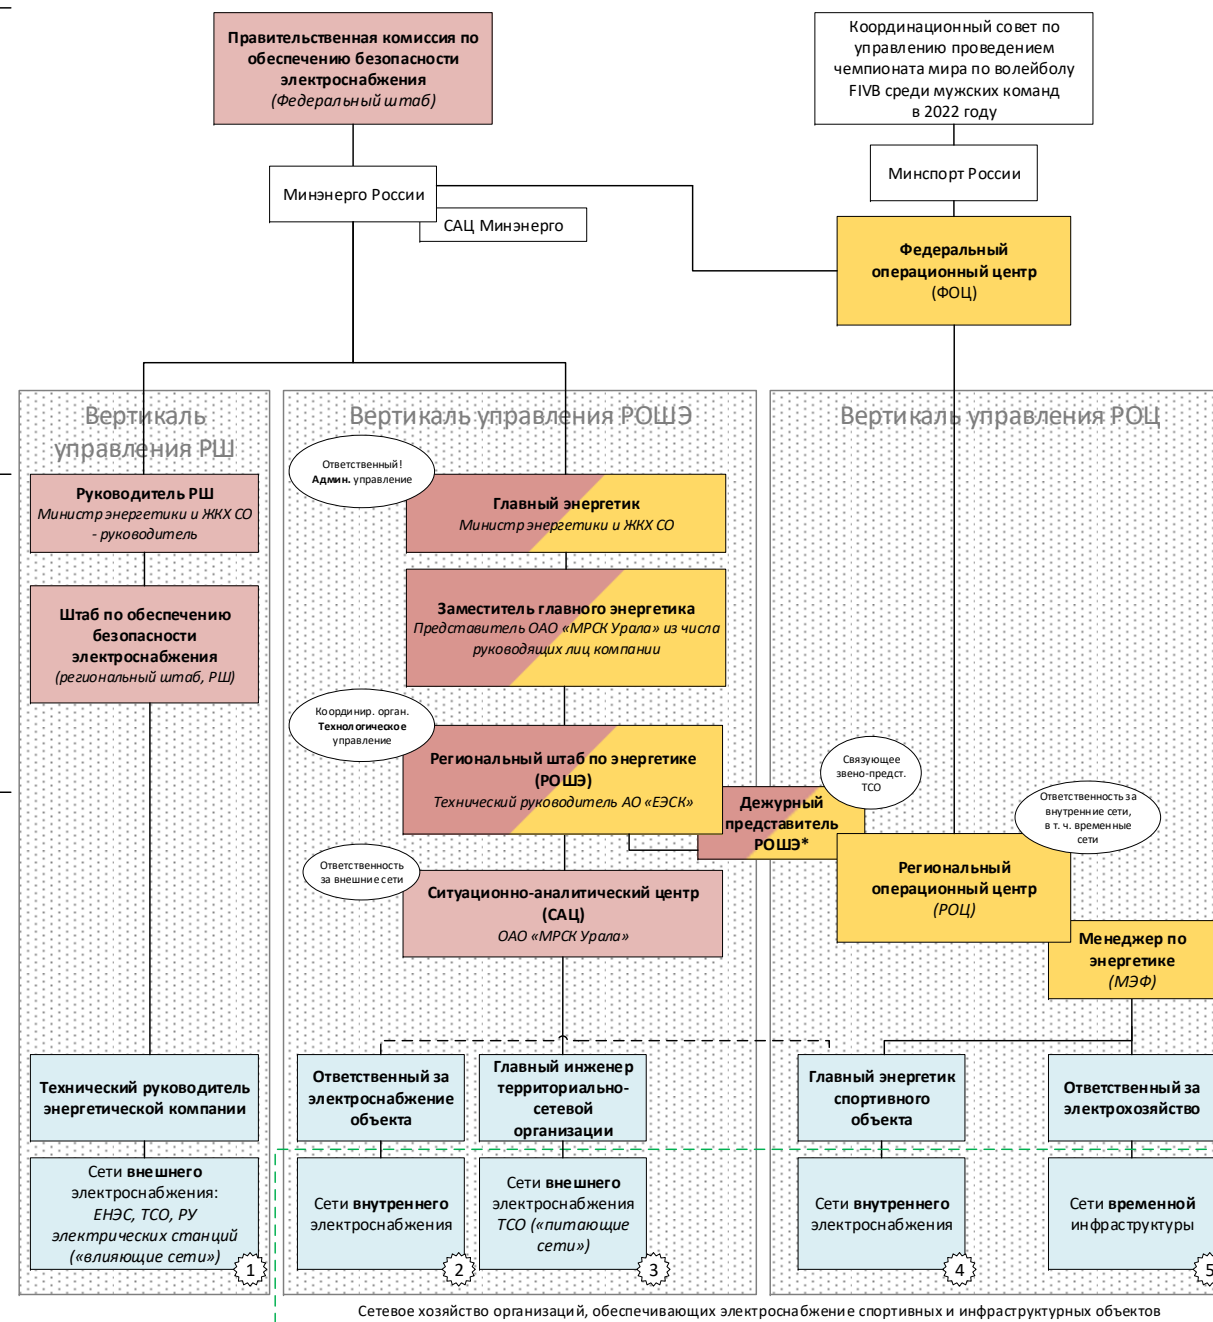 Правительственная комиссия по
обеспечению безопасности
электроснабжения
(Федеральный штаб)
Координационный совет по
управлению проведением
чемпионата мира по волейболу
FIVB среди мужских команд
в 2022 году
Минэнерго России
САЦ Минэнерго
Минспорт России
Федеральный
операционный центр
(ФОЦ)
Вертикаль
управления РШ
Вертикаль управления РОШЭ
Вертикаль управления РОЦ
Руководитель РШ
Министр энергетики и ЖКХ СО
- руководитель
Штаб по обеспечению
безопасности
электроснабжения
(региональный штаб, РШ)
Ответственный!
Админ. управление
Главный энергетик
Министр энергетики и ЖКХ СО
Заместитель главного энергетика
Представитель ОАО «МРСК Урала» из числа
руководящих лиц компании
Координир. орган.
Технологическое
управление
Региональный штаб по энергетике
(РОШЭ)
Технический руководитель АО «ЕЭСК»
Связующее
звено-предст.
ТСО
Дежурный
представитель
РОШЭ*
Ответственность за
внутренние сети,
в т. ч. временные
сети
Региональный
операционный центр
(РОЦ)
Ответственность
за внешние сети
Ситуационно-аналитический центр
(САЦ)
ОАО «МРСК Урала»
Менеджер по
энергетике
(МЭФ)
Технический руководитель
энергетической компании
Ответственный за
электроснабжение
объекта
Главный инженер
территориально-
сетевой
организации
Главный энергетик
спортивного
объекта
Ответственный за
электрохозяйство
Сети внешнего
электроснабжения:
ЕНЭС, ТСО, РУ
электрических станций
(«влияющие сети»)
1
Сети внутреннего
электроснабжения
2
Сети внешнего
электроснабжения
ТСО («питающие
сети»)
3
Сети внутреннего
электроснабжения
4
Сети временной
инфраструктуры
5
Сетевое хозяйство организаций, обеспечивающих электроснабжение спортивных и инфраструктурных объектов